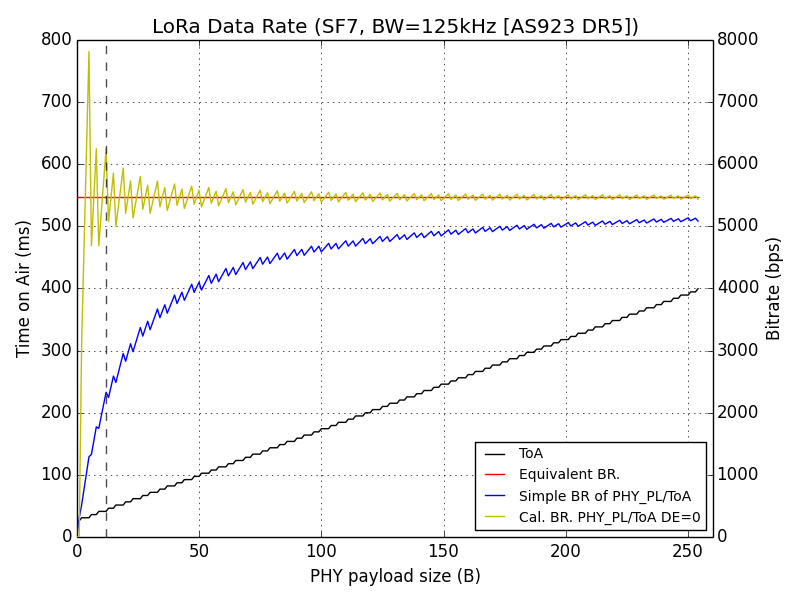 LoRa Data Rate (SF7, BW=125kHz [AS923 DR5])
800
700
600
500
400
300
200
100
0
Time on Air (ms)
8000
7000
6000
5000
4000
3000
2000
1000
0
Bitrate (bps)
ToA
Equivalent BR.
Simple BR of PHY_PL/ToA
Cal. BR. PHY_PL/ToA DE=0
0 50 100 150 200 250
PHY payload size (B)